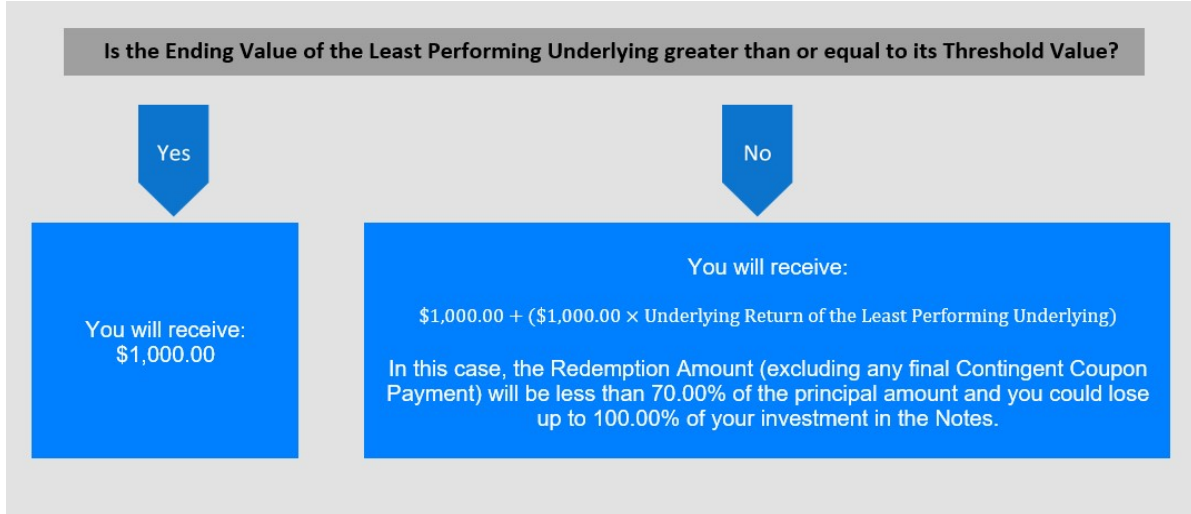 Is the Ending Value of the Least Performing Underlying greater than or equal to its Threshold Value?
Yes
No
You will receive:
$1,000.00
You will receive:
$1,000.00 + ($1,000.00 × Underlying Return of the Least Performing Underlying)
In this case, the Redemption Amount (excluding any final Contingent Coupon
Payment) will be less than 70.00% of the principal amount and you could lose
up to 100.00% of your investment in the Notes.